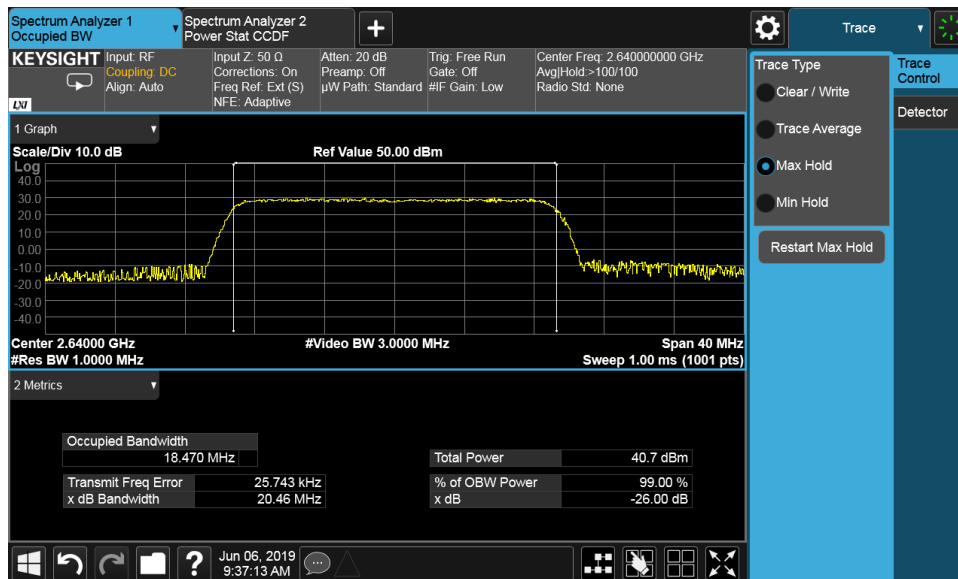 Spectrum Analyzer 1
Occupied BW
Spectrum Analyzer 2
Power Stat CCDF
Trace
KEYSIGHT
LXI
Input: RF
Coupling: DC
Align: Auto
Input Z: 50 Ω
Corrections: On
Freq Ref: Ext (S)
NFE: Adaptive
Atten: 20 dB
Preamp: Off
µW Path: Standard
Trig: Free Run
Gate: Off
#IF Gain: Low
Center Freq: 2.640000000 GHz
Avg|Hold:>100/100
Radio Std: None
Trace Type
Clear / Write
Trace Average
Max Hold
Min Hold
Restart Max Hold
Trace
Control
Detector
1 Graph
Scale/Div 10.0 dB
Ref Value 50.00 dBm
Log
40.0
30.0
20.0
10.0
0.00
-10.0
-20.0
-30.0
-40.0
Center 2.64000 GHz
#Video BW 3.0000 MHz
Span 40 MHz
#Res BW 1.0000 MHz
Sweep 1.00 ms (1001 pts)
2 Metrics
Occupied Bandwidth
18.470 MHz
Total Power 40.7 dBm
Transmit Freq Error 25.743 kHz
% of OBW Power 99.00 %
x dB Bandwidth 20.46 MHz
x dB -26.00 dB
?
Jun 06, 2019
9:37:13 AM